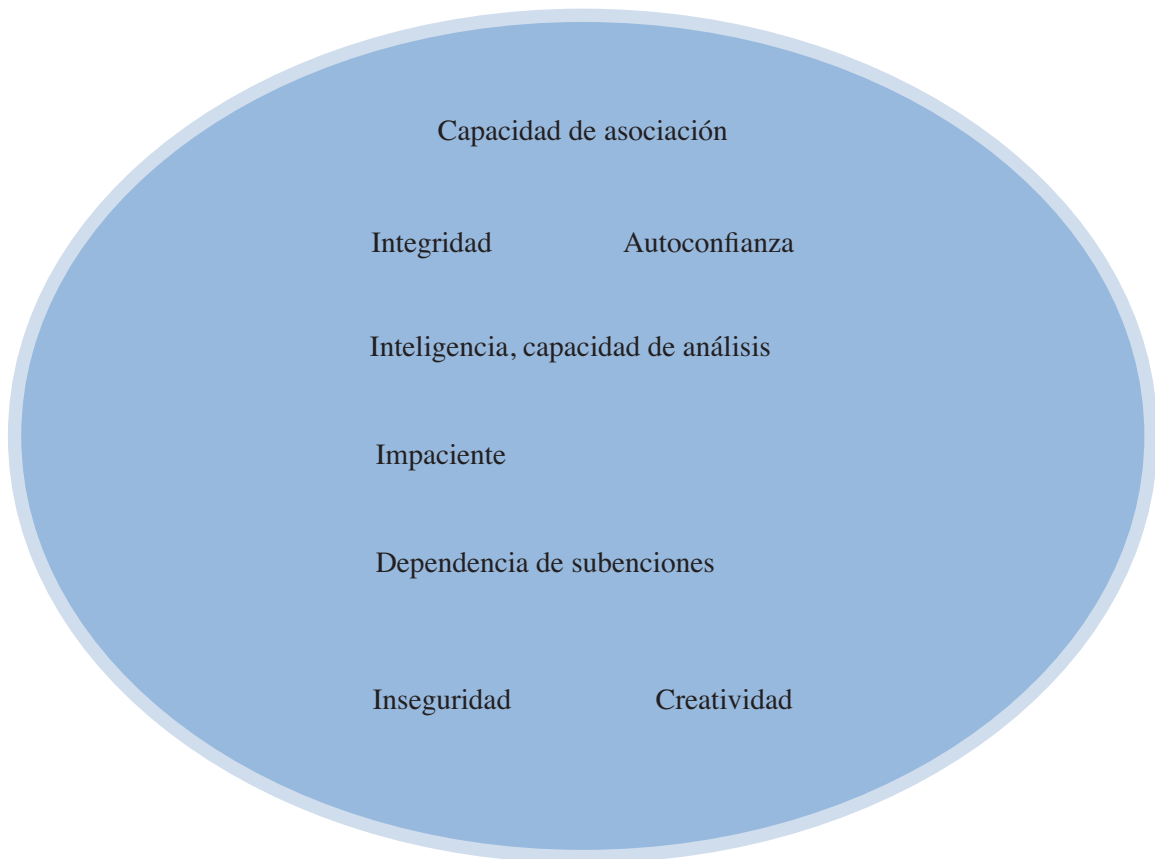 Capacidad de asociación
Integridad Autoconfianza
Inteligencia, capacidad de análisis
Impaciente
Dependencia de subenciones
Inseguridad Creatividad